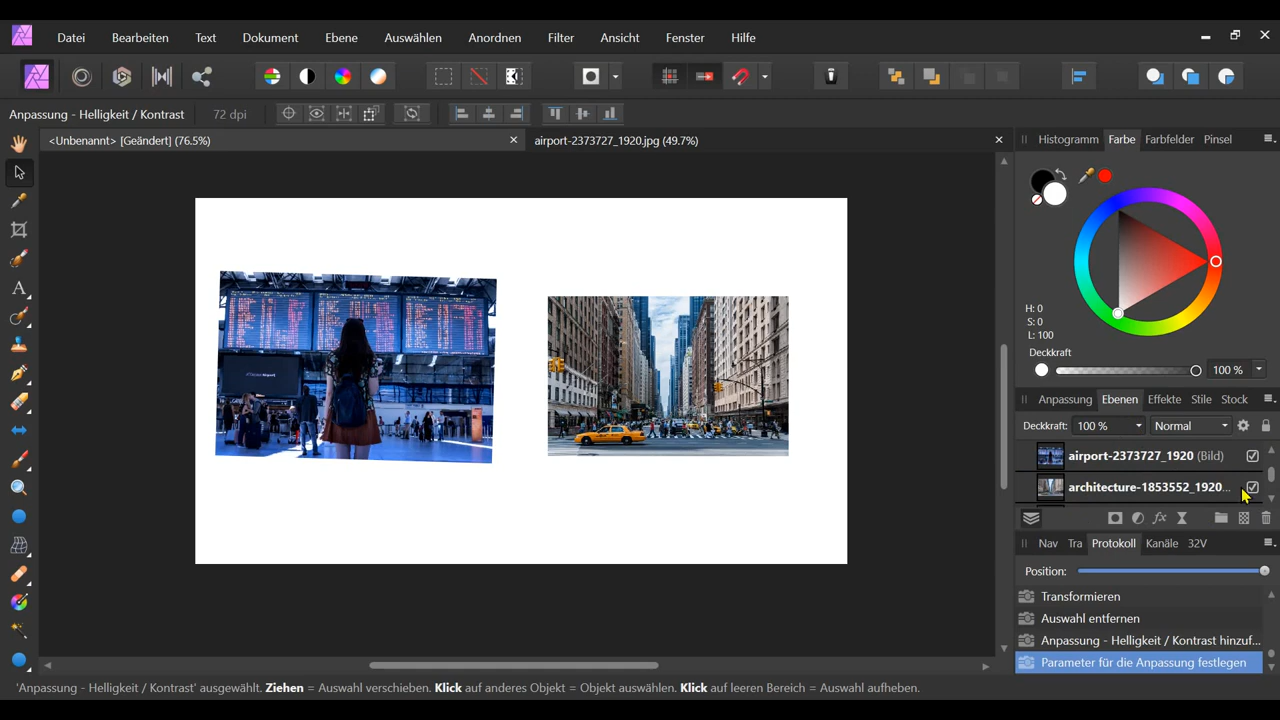 Datei Bearbeiten Text Dokument Ebene Auswählen Anordnen Filter Ansicht Fenster Hilfe
Anpassung - Helligkeit / Kontrast 72 dpi
<Unbenannt> [Geändert] (76.5%)
airport-2373727_1920.jpg (49.7%)
Histogramm Farbe Farbfelder Pinsel
H: 0
S: 0
L: 100
Deckkraft
100 %
Anpassung Ebenen Effekte Stile Stock
Deckkraft: 100 % Normal
airport-2373727_1920 (Bild)
architecture-1853552_1920...
Nav Tra Protokoll Kanäle 32V
Position:
Transformieren
Auswahl entfernen
Anpassung - Helligkeit / Kontrast hinzuf...
Parameter für die Anpassung festlegen
'Anpassung - Helligkeit / Kontrast' ausgewählt. Ziehen = Auswahl verschieben. Klick auf anderes Objekt = Objekt auswählen. Klick auf leeren Bereich = Auswahl aufheben.